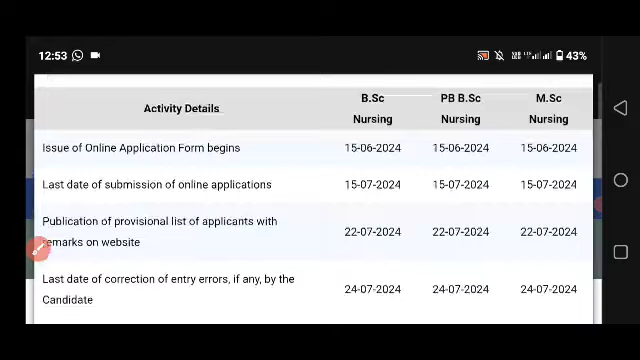 12:53
43%
Activity Details
B.Sc Nursing
PB B.Sc Nursing
M.Sc Nursing
Issue of Online Application Form begins 15-06-2024 15-06-2024 15-06-2024
Last date of submission of online applications 15-07-2024 15-07-2024 15-07-2024
Publication of provisional list of applicants with
remarks on website 22-07-2024 22-07-2024 22-07-2024
Last date of correction of entry errors, if any, by the
Candidate 24-07-2024 24-07-2024 24-07-2024